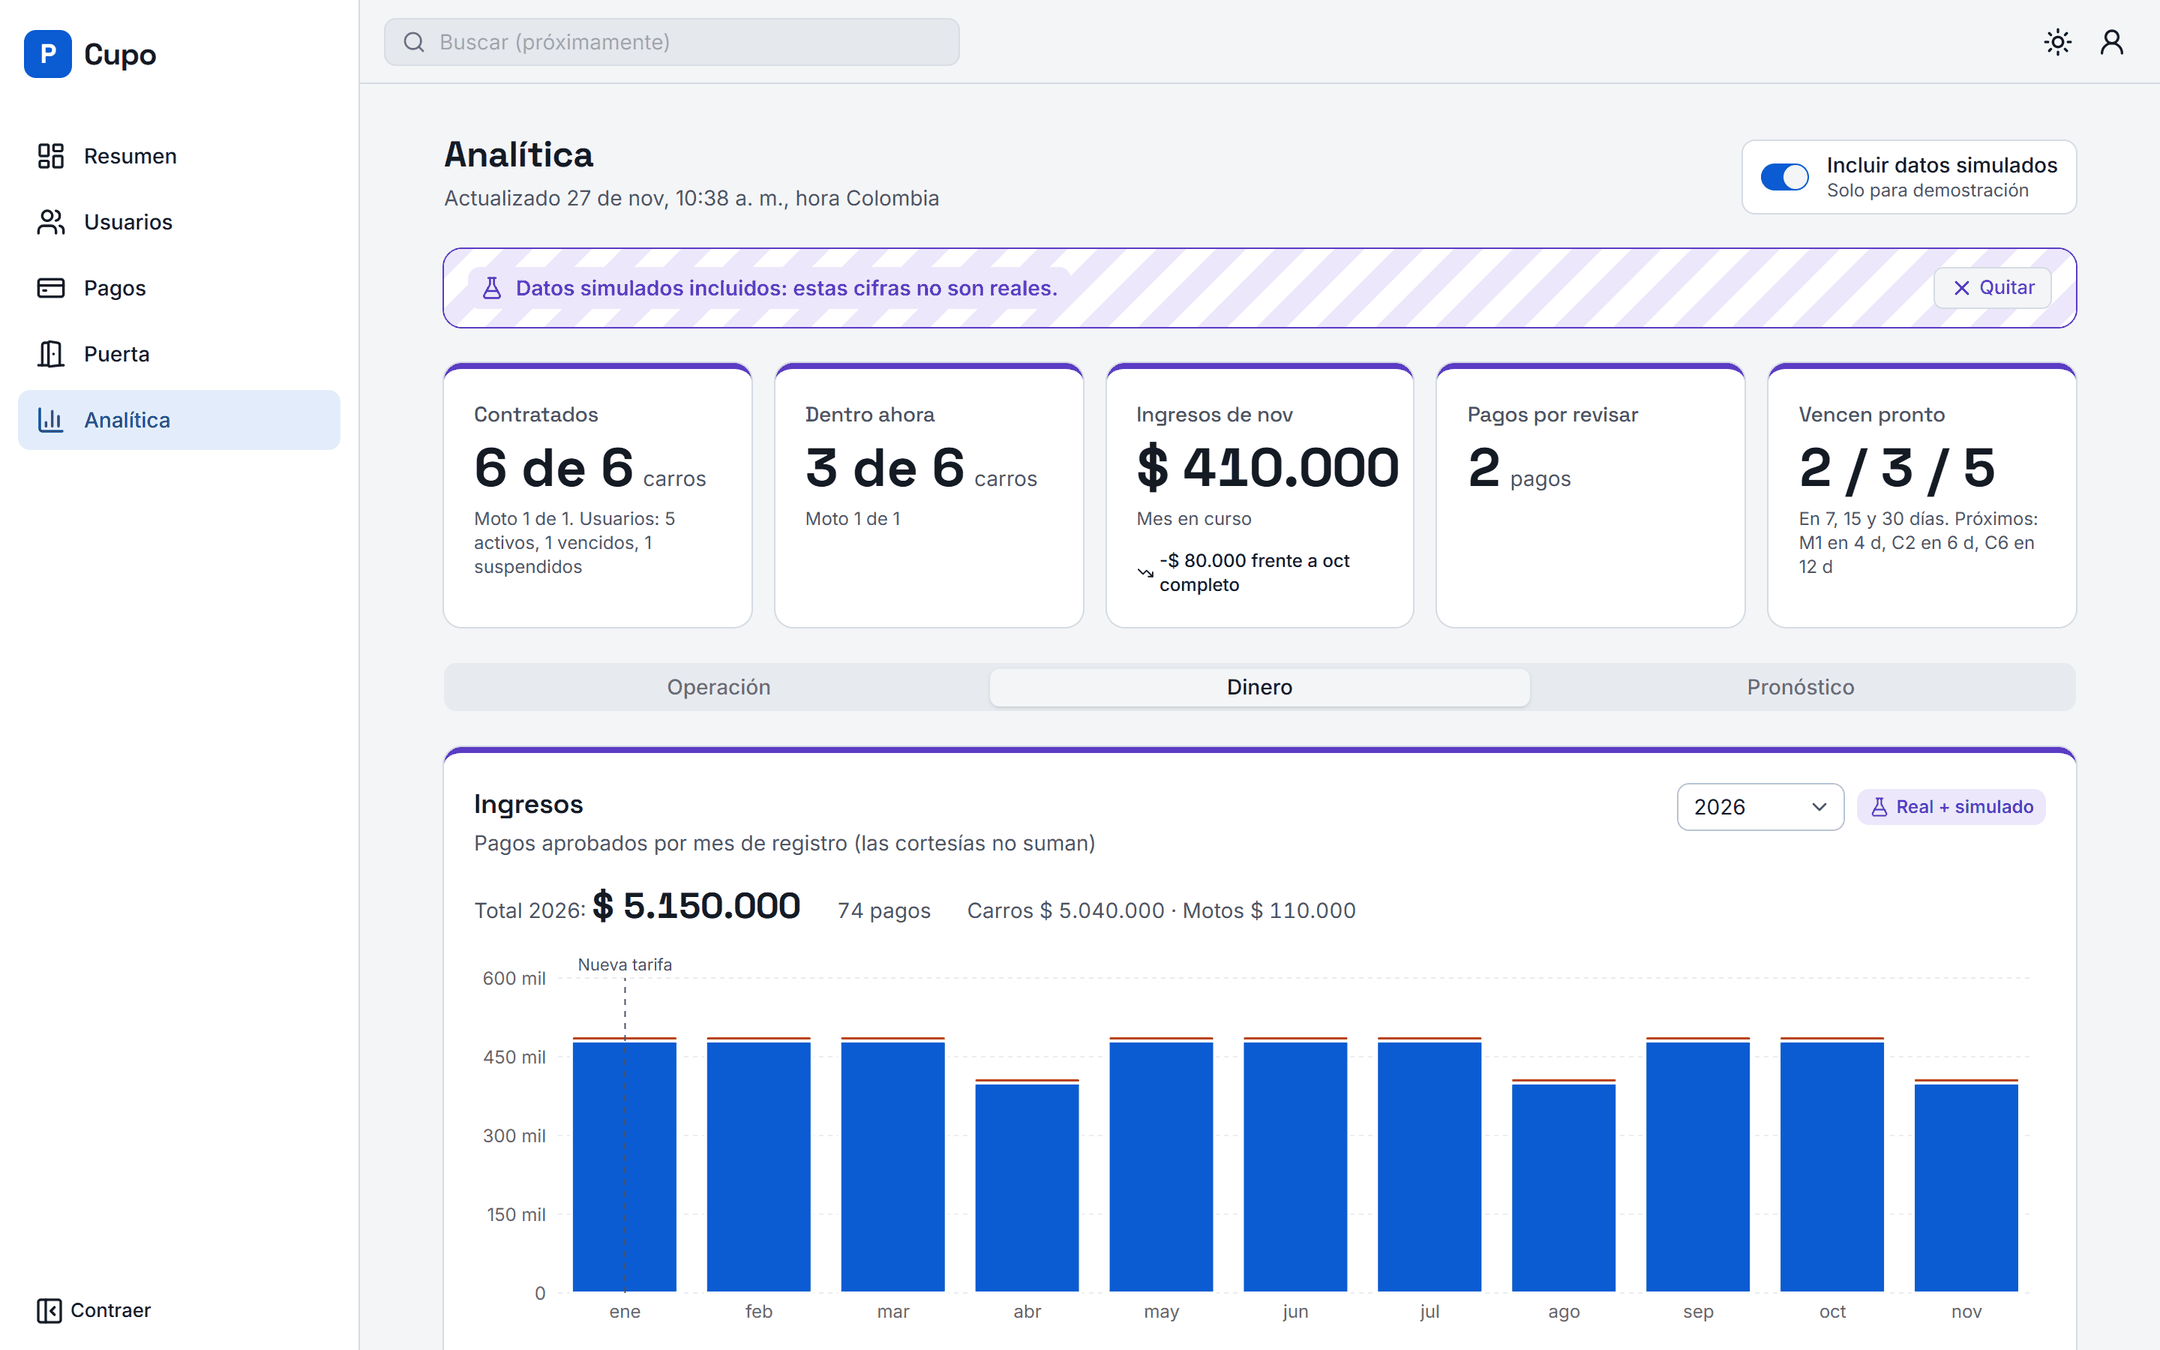 P Cupo
Buscar (próximamente)
Resumen
Usuarios
Pagos
Puerta
Analítica
Contraer
Analítica
Actualizado 27 de nov, 10:38 a. m., hora Colombia
Incluir datos simulados
Solo para demostración
Datos simulados incluidos: estas cifras no son reales.
Quitar
Contratados
6 de 6 carros
Moto 1 de 1. Usuarios: 5
activos, 1 vencidos, 1
suspendidos
Dentro ahora
3 de 6 carros
Moto 1 de 1
Ingresos de nov
$ 410.000
Mes en curso
-$ 80.000 frente a oct
completo
Pagos por revisar
2 pagos
Vencen pronto
2 / 3 / 5
En 7, 15 y 30 días. Próximos:
M1 en 4 d, C2 en 6 d, C6 en
12 d
Operación
Dinero
Pronóstico
Ingresos
Pagos aprobados por mes de registro (las cortesías no suman)
2026
Real + simulado
Total 2026: $ 5.150.000 74 pagos Carros $ 5.040.000 · Motos $ 110.000
Nueva tarifa
600 mil
450 mil
300 mil
150 mil
0
ene feb mar abr may jun jul ago sep oct nov